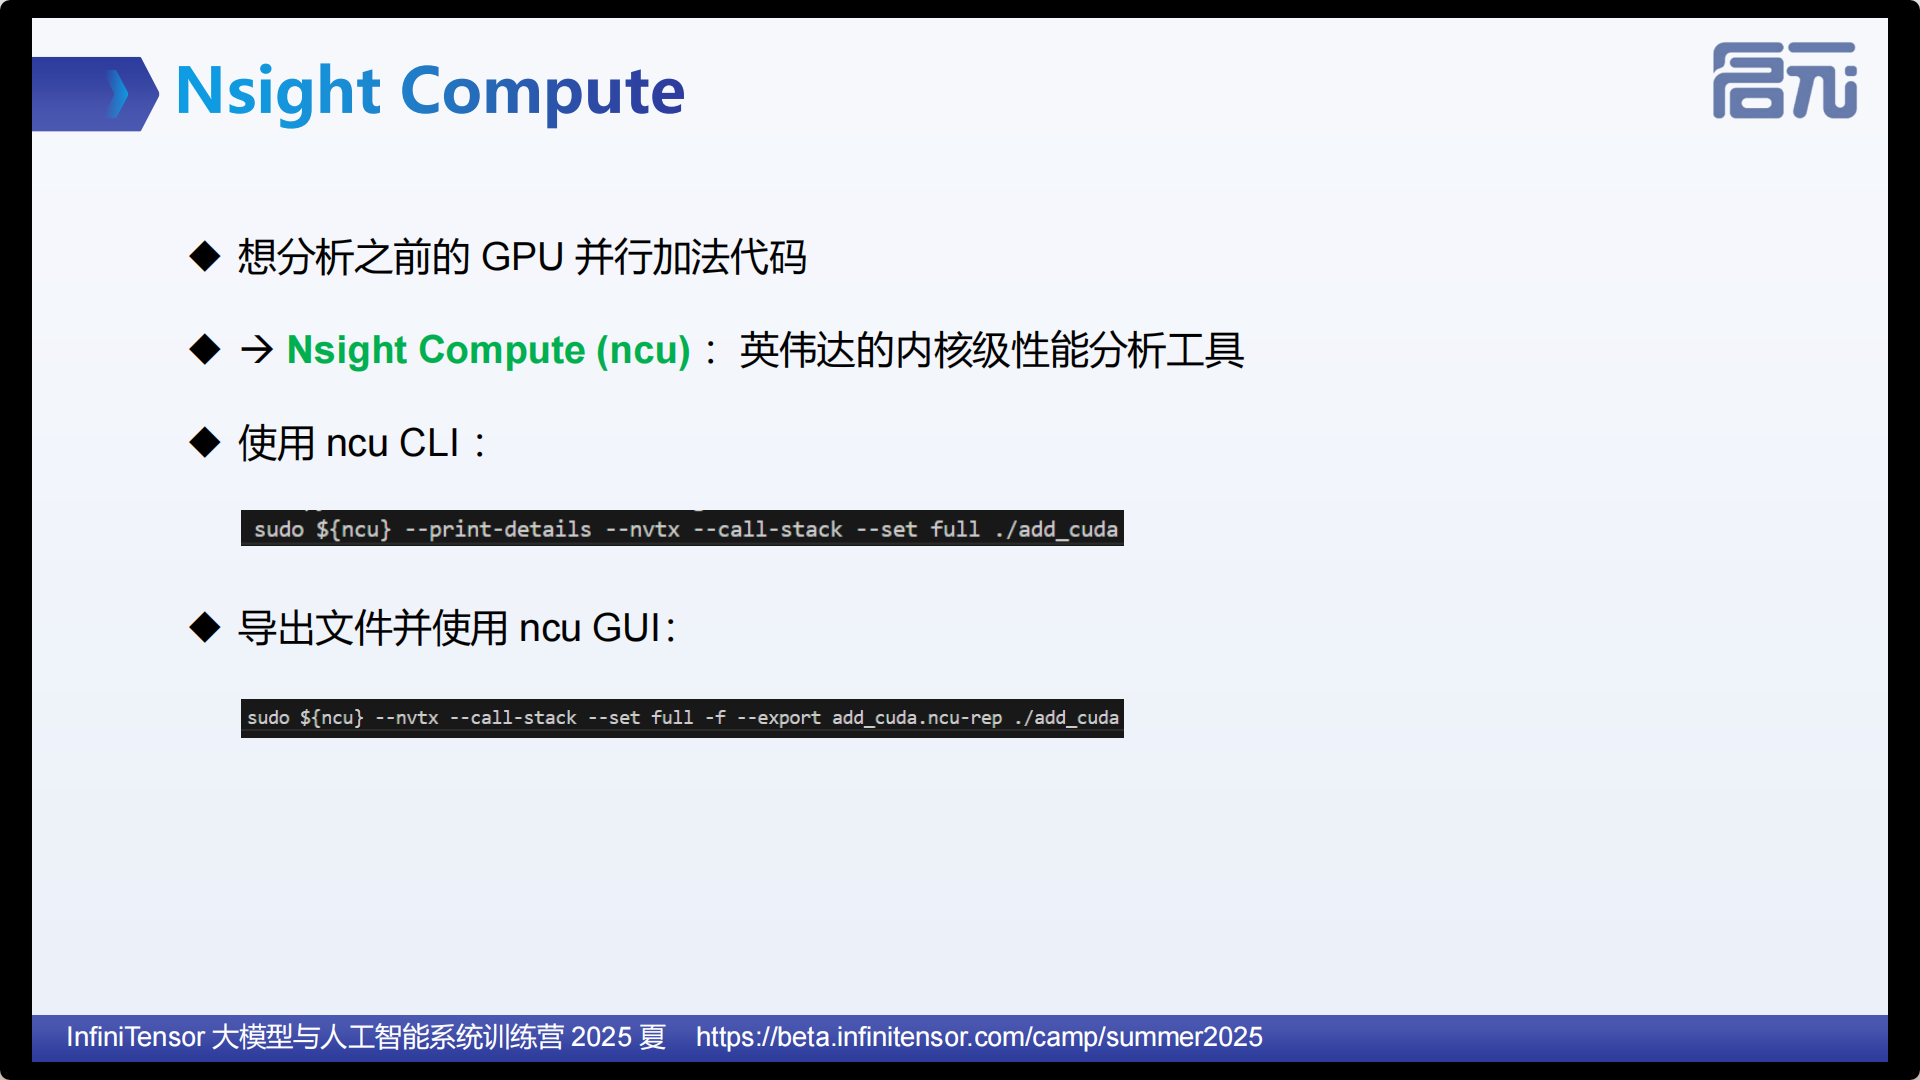 Nsight Compute
启元
◆ 想分析之前的 GPU 并行加法代码
◆ → Nsight Compute (ncu)： 英伟达的内核级性能分析工具
◆ 使用 ncu CLI：
sudo ${ncu} --print-details --nvtx --call-stack --set full ./add_cuda
◆ 导出文件并使用 ncu GUI：
sudo ${ncu} --nvtx --call-stack --set full -f --export add_cuda.ncu-rep ./add_cuda
InfiniTensor 大模型与人工智能系统训练营 2025 夏 https://beta.infinitensor.com/camp/summer2025